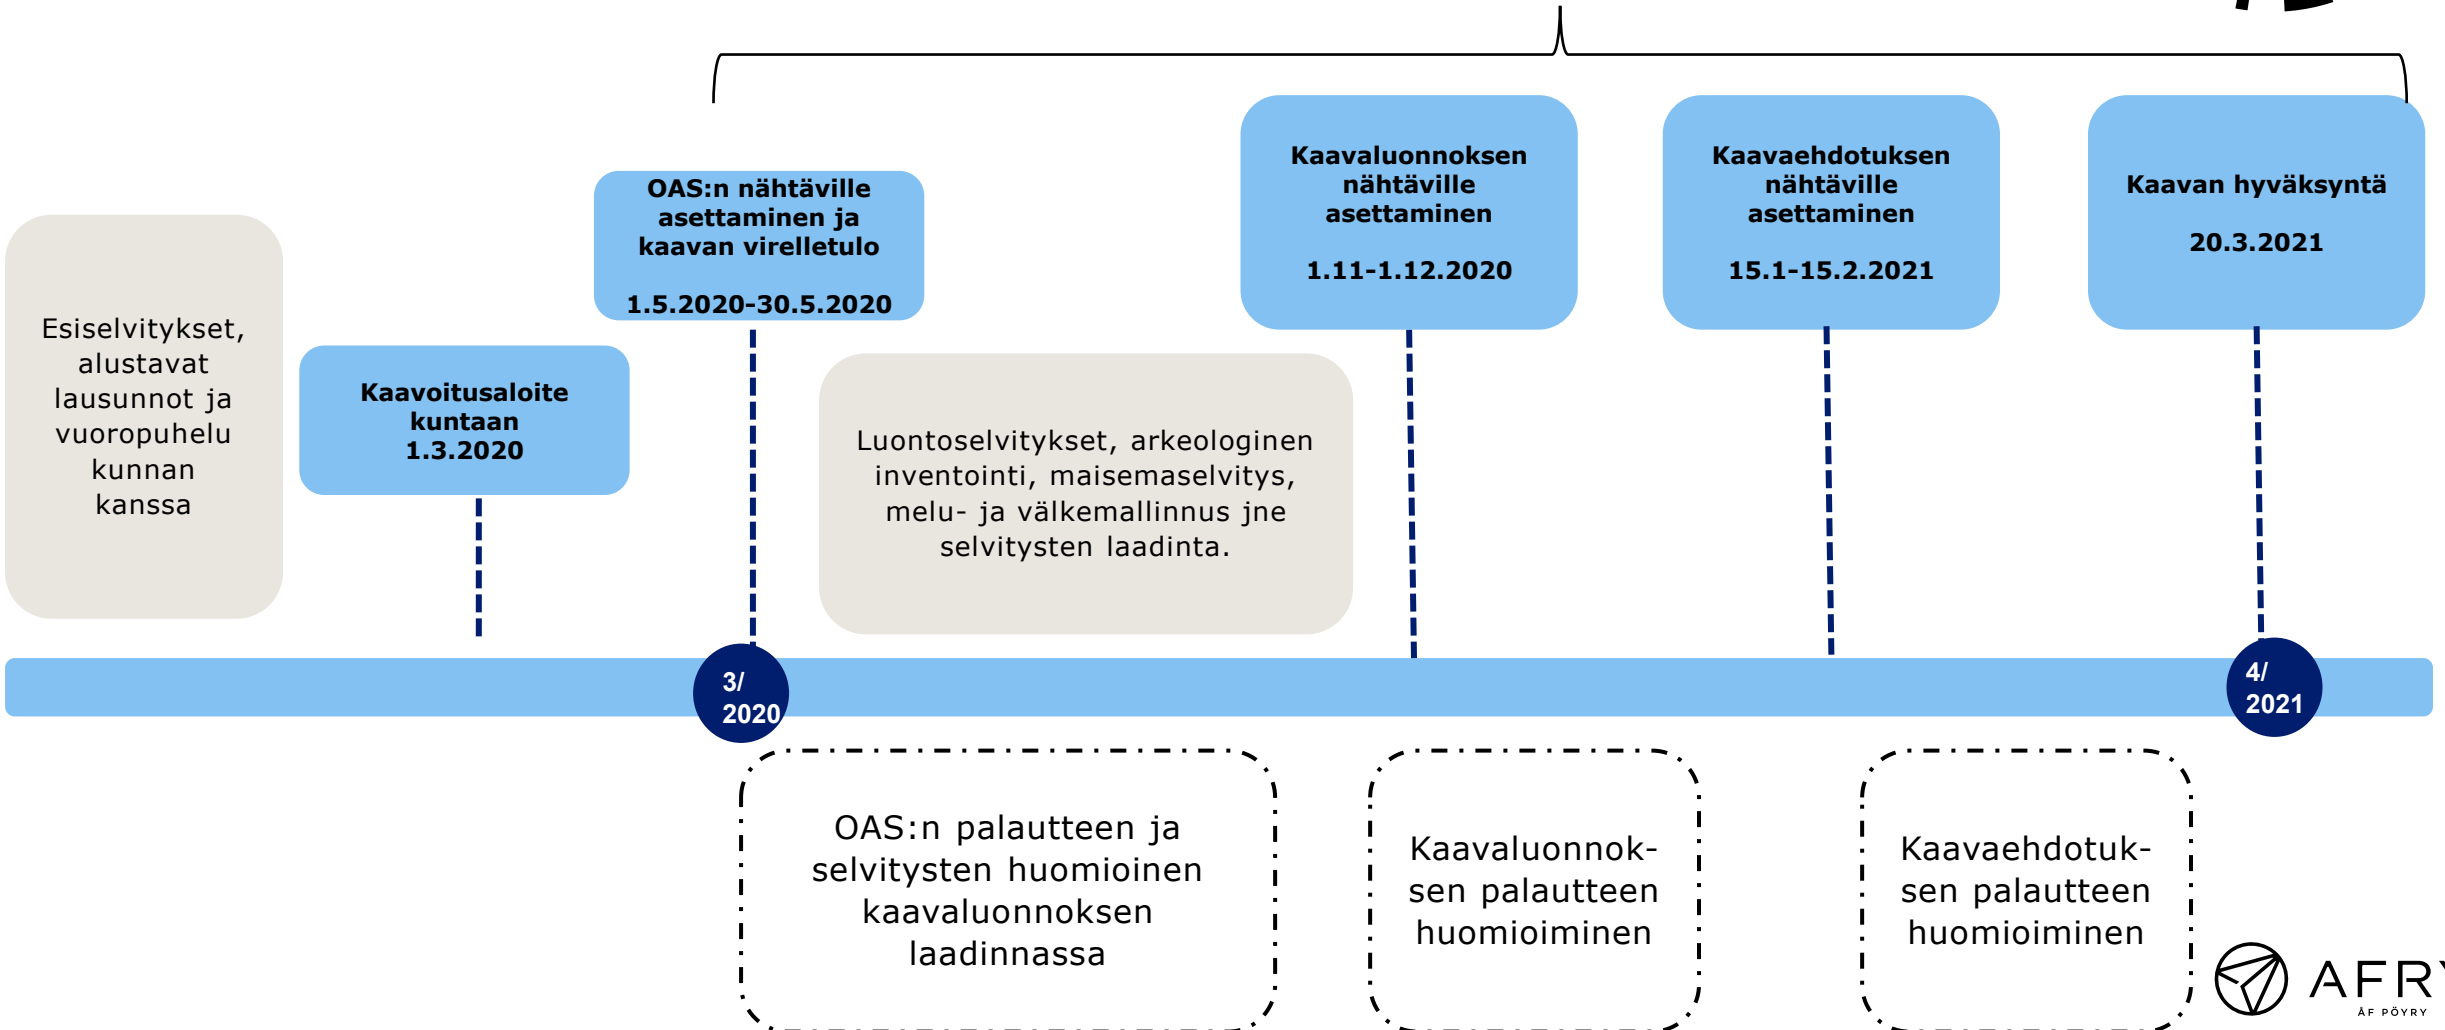 Esiselvitykset,
alustavat
lausunnot ja
vuoropuhelu
kunnan
kanssa
Kaavoitusaloite
kuntaan
1.3.2020
OAS:n nähtäville
asettaminen ja
kaavan virelletulo
1.5.2020-30.5.2020
Luontoselvitykset, arkeologinen
inventointi, maisemaselvitys,
melu- ja välkemallinnus jne
selvitysten laadinta.
Kaavaluonnoksen
nähtäville
asettaminen
1.11-1.12.2020
Kaavaehdotuksen
nähtäville
asettaminen
15.1-15.2.2021
Kaavan hyväksyntä
20.3.2021
3/
2020
4/
2021
OAS:n palautteen ja
selvitysten huomioinen
kaavaluonnoksen
laadinnassa
Kaavaluonnok-
sen palautteen
huomioiminen
Kaavaehdotuk-
sen palautteen
huomioiminen
AFRY
ÅF PÖYRY